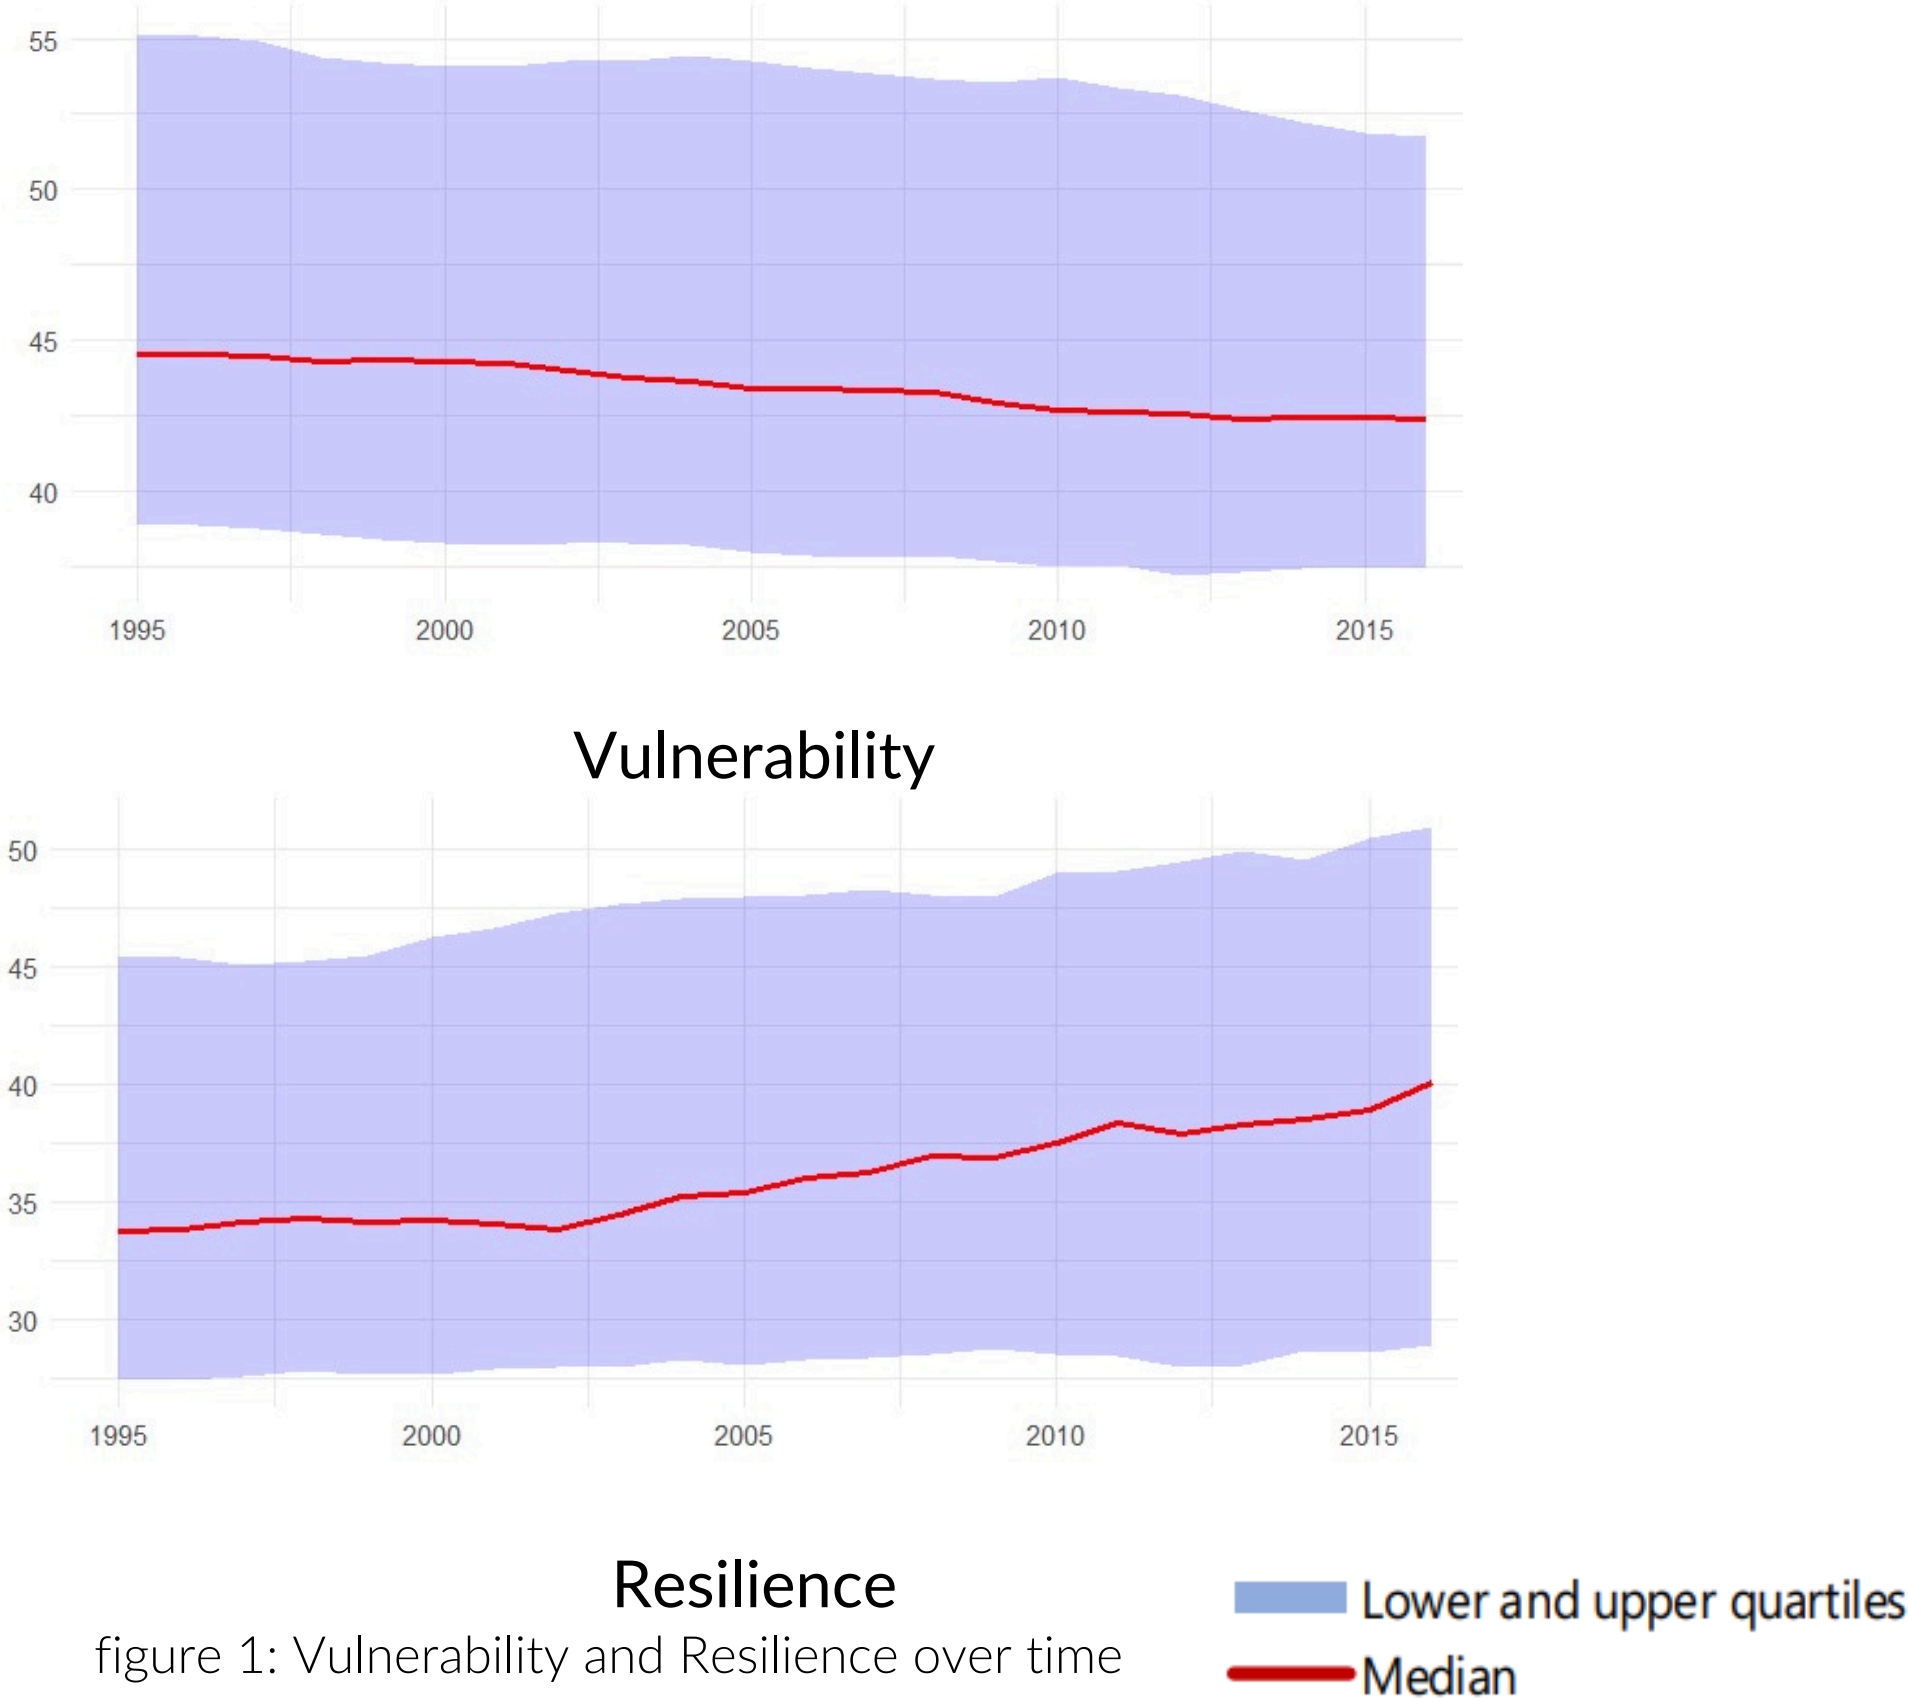 55
50
45
40
1995 2000 2005 2010 2015
Vulnerability
50
45
40
35
30
1995 2000 2005 2010 2015
Resilience
Lower and upper quartiles
figure 1: Vulnerability and Resilience over time
Median